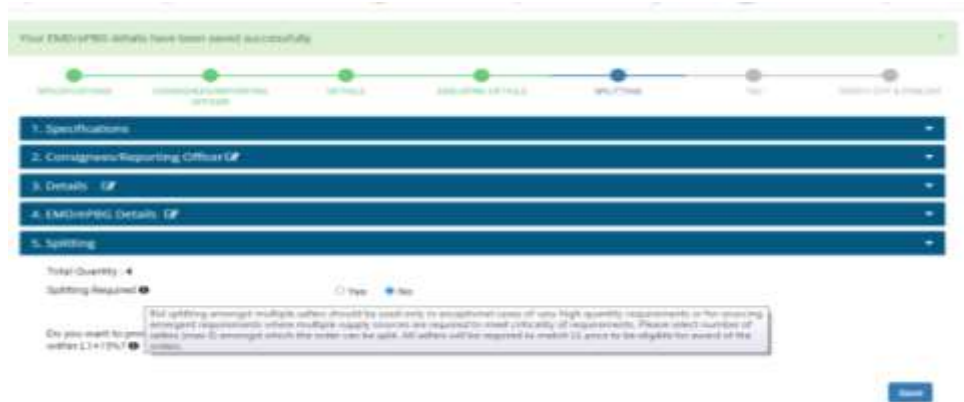 Your EMD/ePBG details have been saved successfully
SPECIFICATIONS
CONSIGNEES/REPORTING
OFFICER
DETAILS
EMD/EPBG DETAILS
SPLITTING
1. Specifications
2. Consignees/Reporting Officer
3. Details
4. EMD/ePBG Details
5. Splitting
Total Quantity : 4
Splitting Required
Yes
No
Bid splitting amongst multiple sellers should be used only in exceptional cases of very high quantity requirements or for sourcing
emergent requirements where multiple supply sources are required to meet criticality of requirements. Please select number of
sellers amongst which the order can be split. All sellers will be required to match L1 price to be eligible for award of the
orders.
Do you want to
within L1+15%?
Save